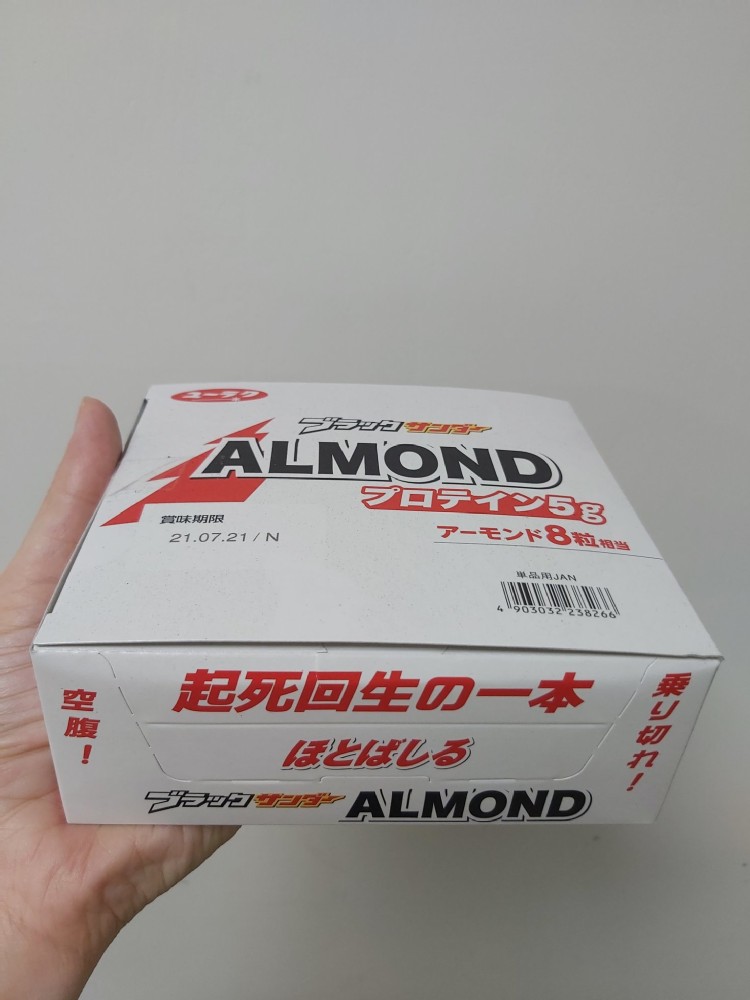 ユーラク
ブラックサンダー
ALMOND
プロテイン5g
アーモンド8粒相当
賞味期限
21.07.21 / N
単品用JAN
4 903032 238266
空腹!
起死回生の一本
ほとばしる
ブラックサンダー ALMOND
乗り切れ!